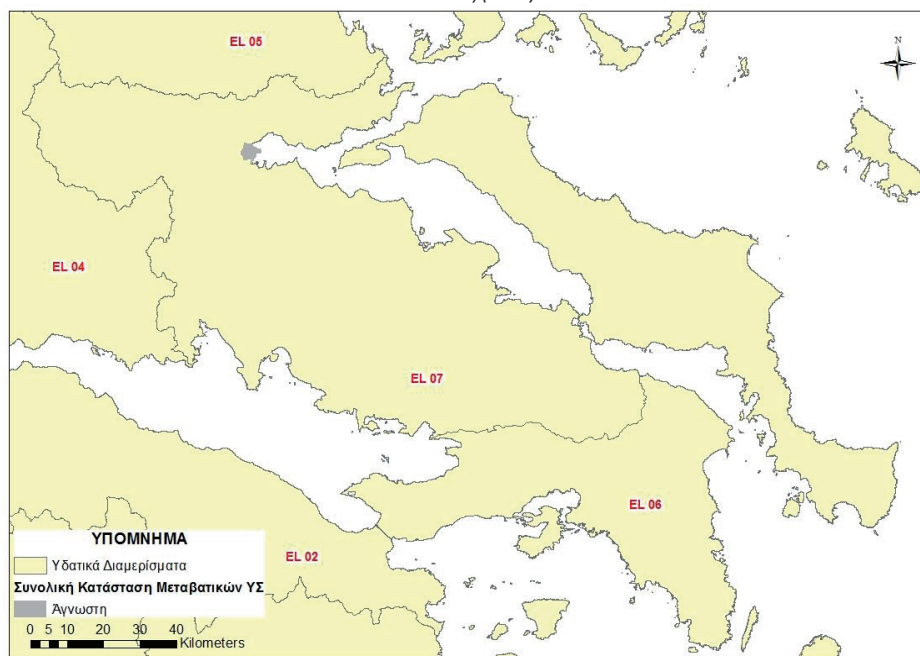 EL 05
N
EL 04
EL 07
EL 06
EL 02
ΥΠΟΜΝΗΜΑ
Υδατικά Διαμερίσματα
Συνολική Κατάσταση Μεταβατικών ΥΣ
Άγνωστη
0 5 10 20 30 40
Kilometers